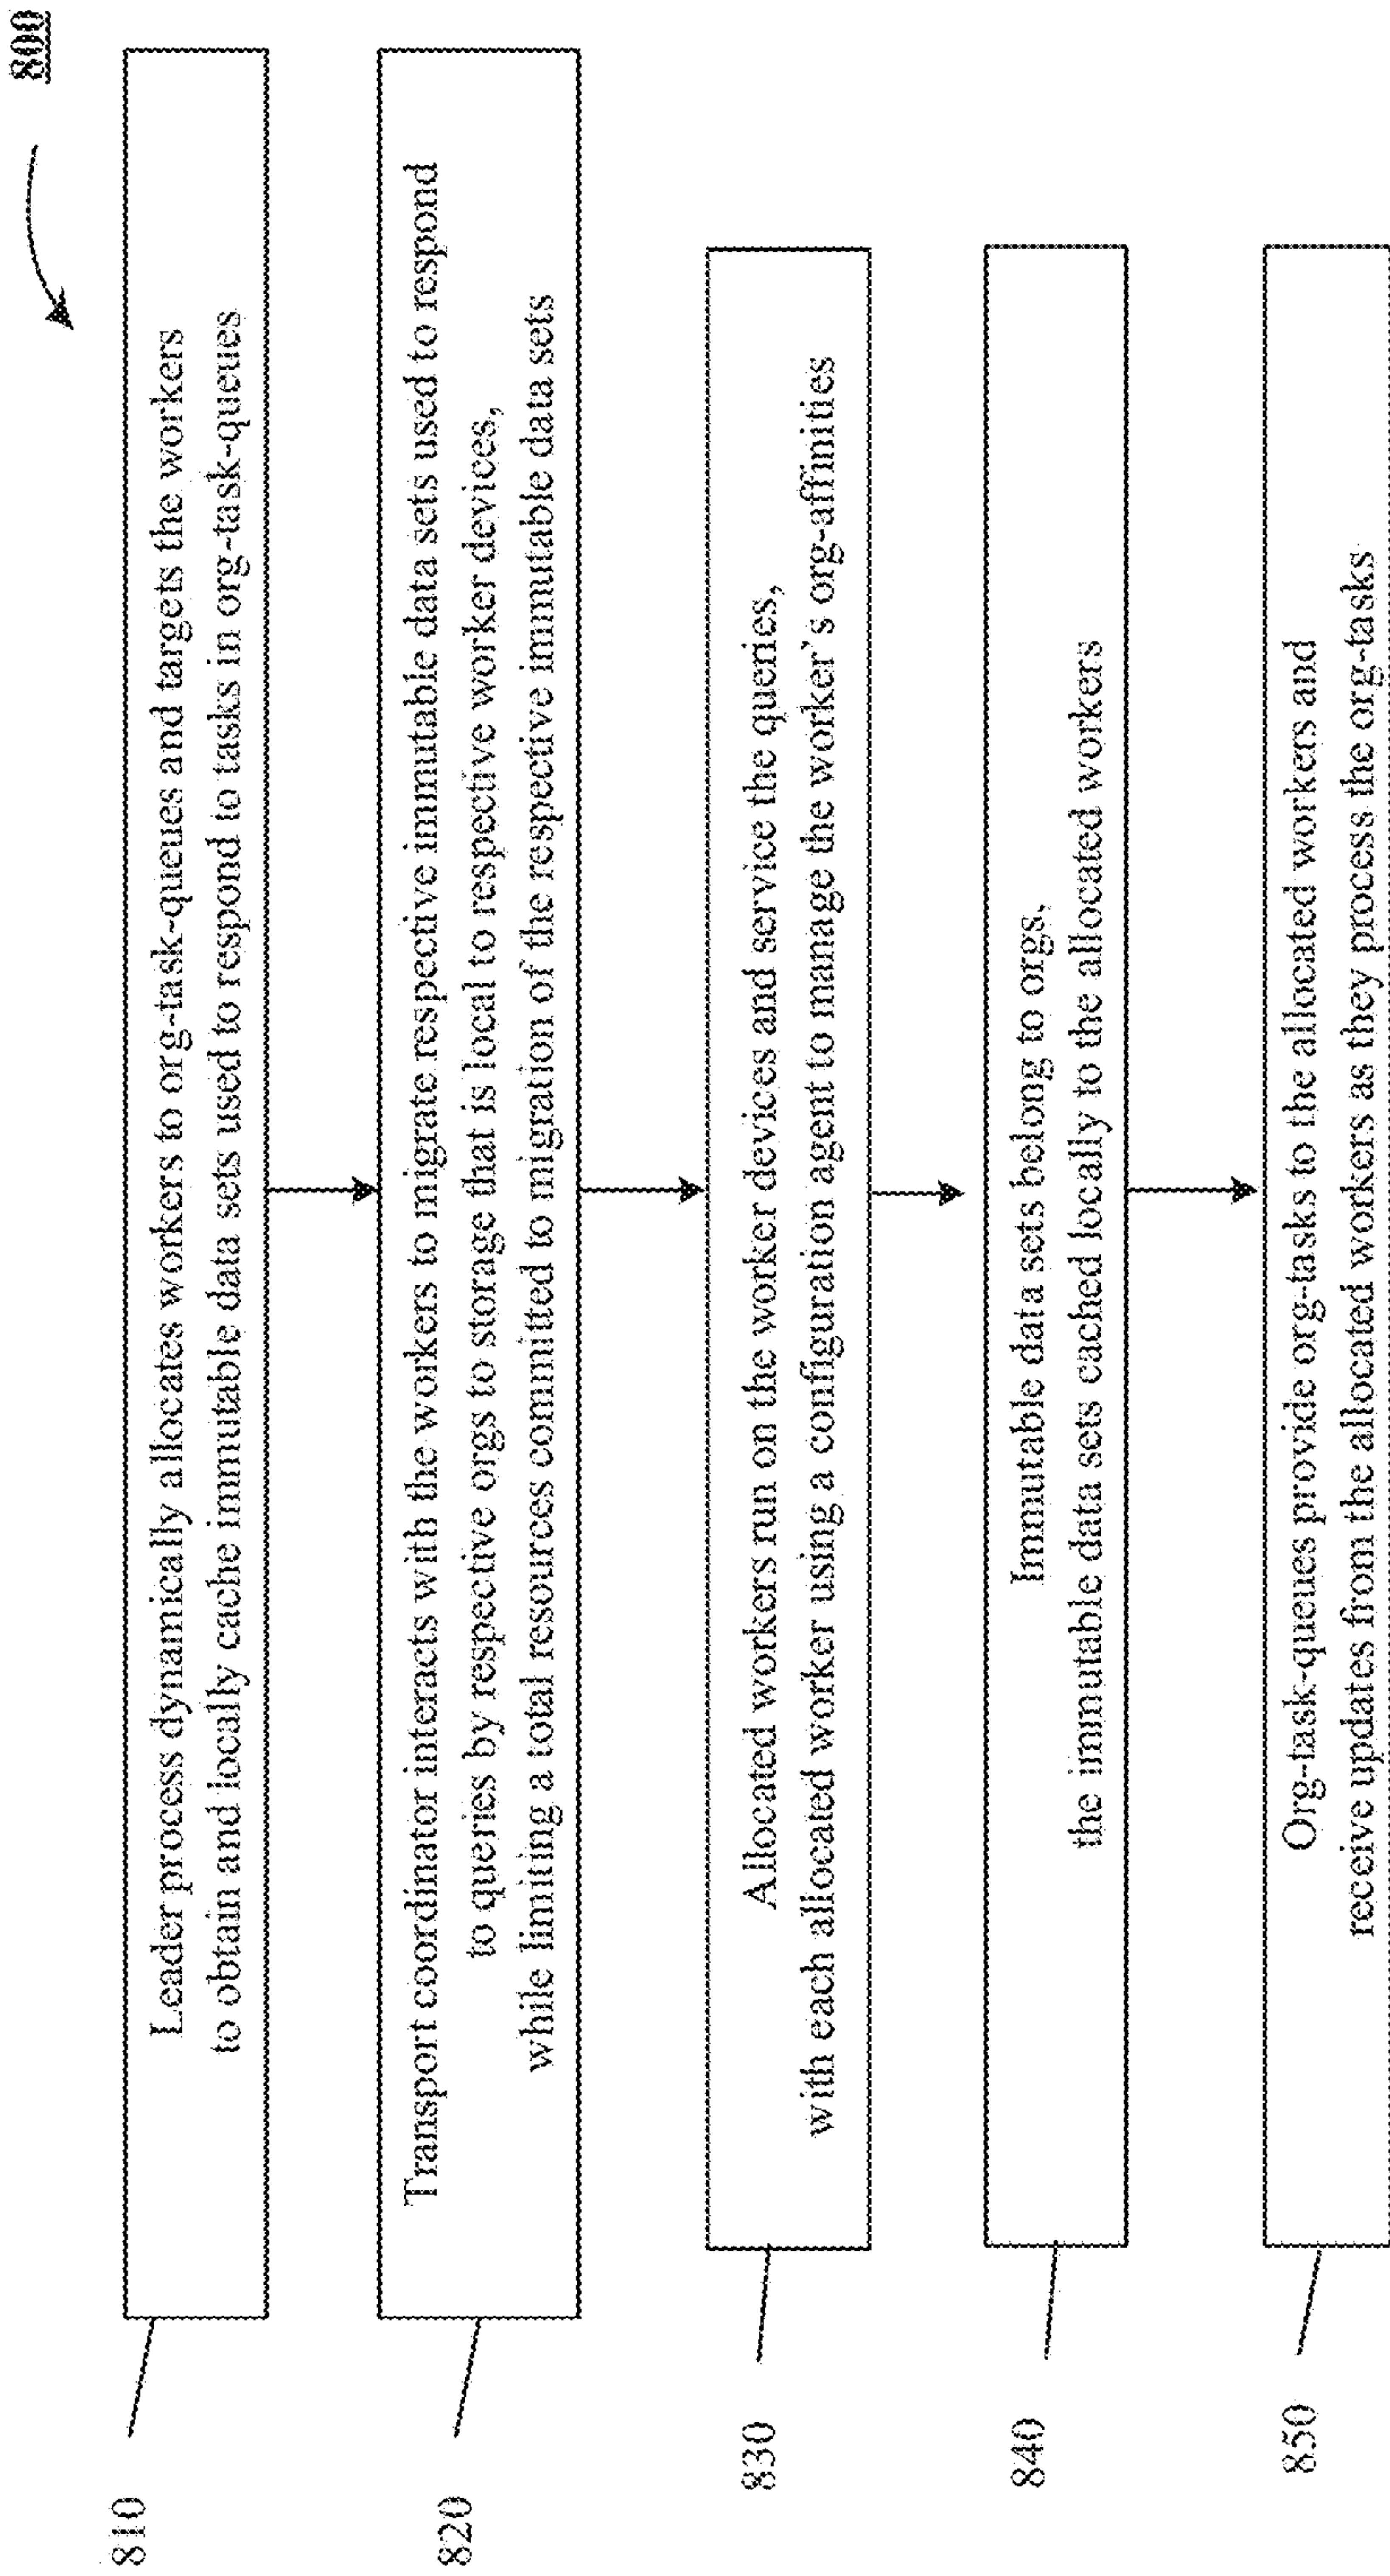 800
810
Leader process dynamically allocates workers to org-task-queues and targets the workers
to obtain and locally cache immutable data sets used to respond to tasks in org-task-queues
820
Transport coordinator interacts with the workers to migrate respective immutable data sets used to respond
to queries by respective orgs to storage that is local to respective worker devices,
while limiting a total resources committed to migration of the respective immutable data sets
830
Allocated workers run on the worker devices and service the queries,
with each allocated worker using a configuration agent to manage the worker's org-affinities
840
Immutable data sets belong to orgs,
the immutable data sets cached locally to the allocated workers
850
Org-task-queues provide org-tasks to the allocated workers and
receive updates from the allocated workers as they process the org-tasks